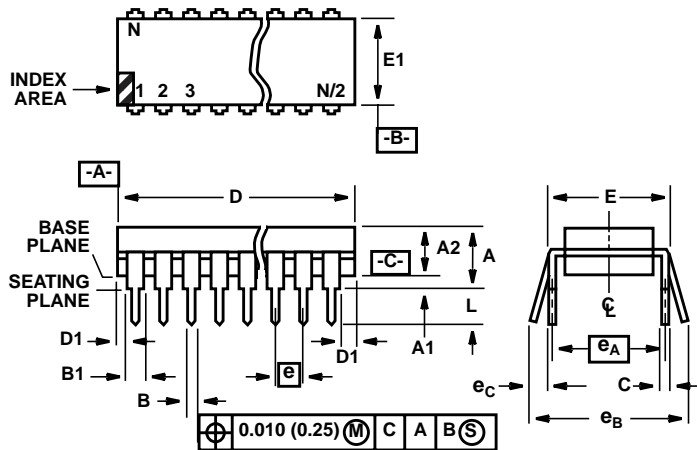 N
E1
INDEX
AREA
1 2 3 N/2
-B-
-A-
D
E
BASE
PLANE
A2
A
-C-
SEATING
PLANE
L
C
L
D1
A1
D1
e
eA
B1
eC
C
B
eB
0.010 (0.25) M C A B S